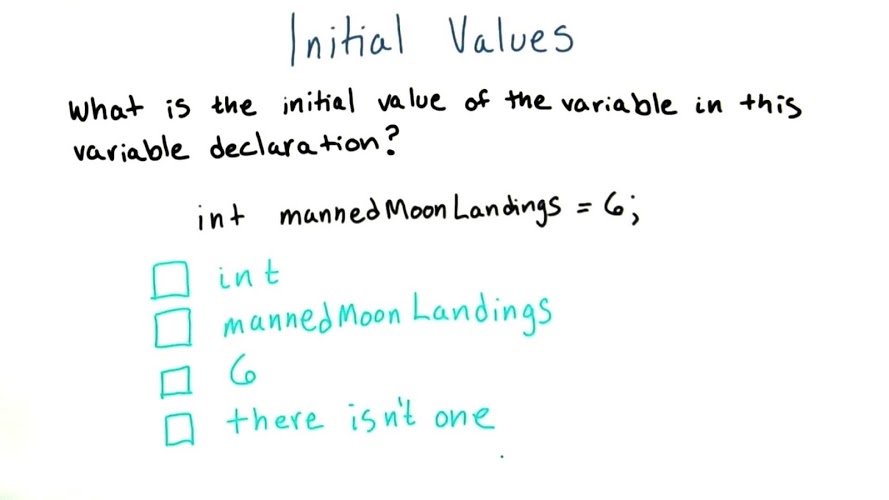 Initial Values
What is the initial value of the variable in this
variable declaration?
int mannedMoonLandings = 6;
int
mannedMoonLandings
6
there isn't one